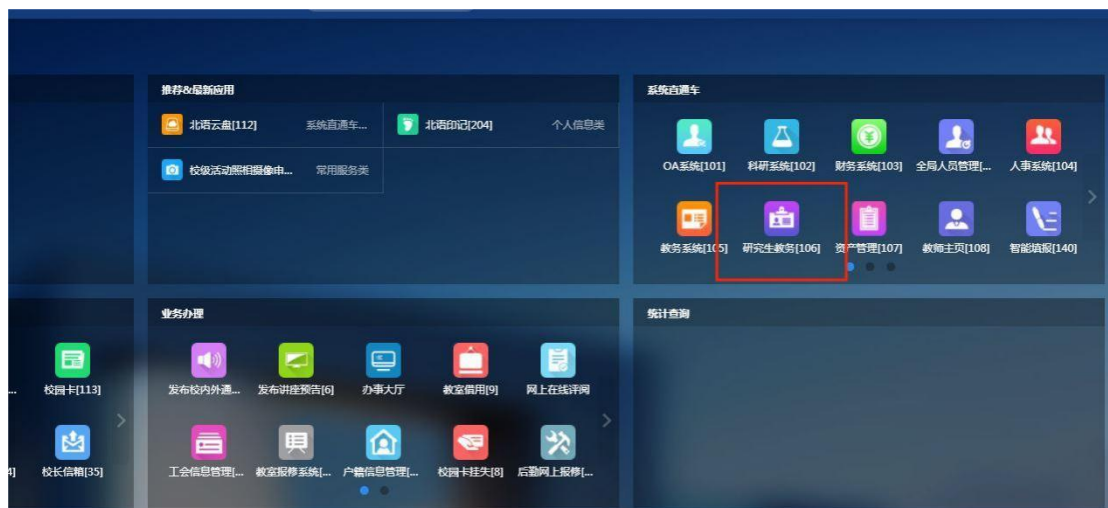 推荐&最新应用
北语云盘[112] 系统直通车...
北语印记[204] 个人信息类
校级活动照相摄像申... 常用服务类
系统直通车
OA系统[101] 科研系统[102] 财务系统[103] 全局人员管理[... 人事系统[104]
教务系统[105] 研究生教务[106] 资产管理[107] 教师主页[108] 智能填报[140]
... 校园卡[113]
4] 校长信箱[35]
业务办理
发布校内外通... 发布讲座预告[6] 办事大厅 教室借用[9] 网上在线评阅
工会信息管理[... 教室报修系统[... 户籍信息管理[... 校园卡挂失[8] 后勤网上报修[...
统计查询